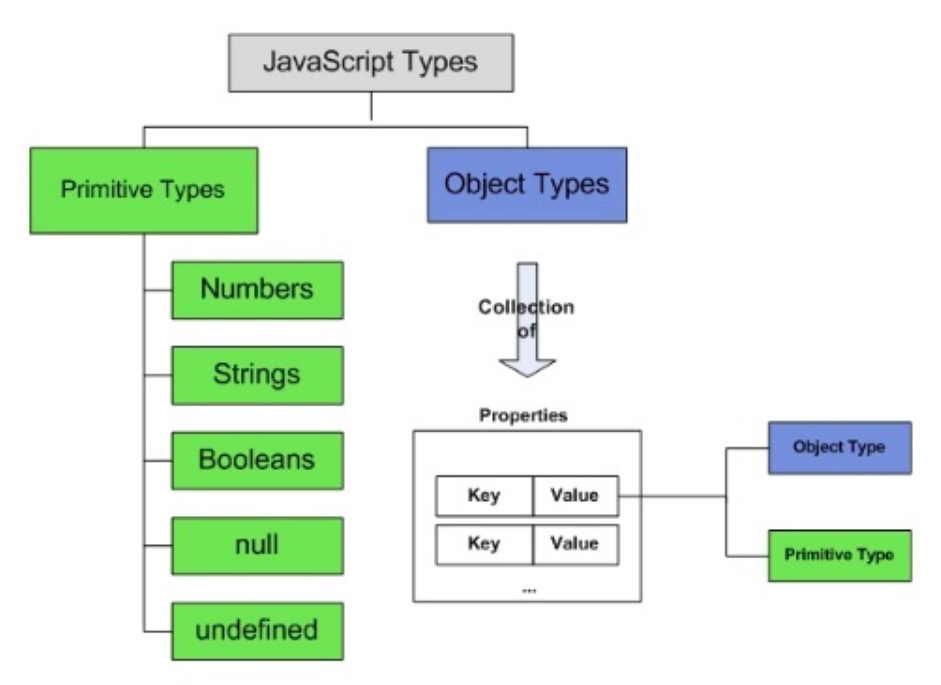 JavaScript Types
Primitive Types
Object Types
Numbers
Strings
Booleans
null
undefined
Collection
of
Properties
Key Value
Key Value
...
Object Type
Primitive Type